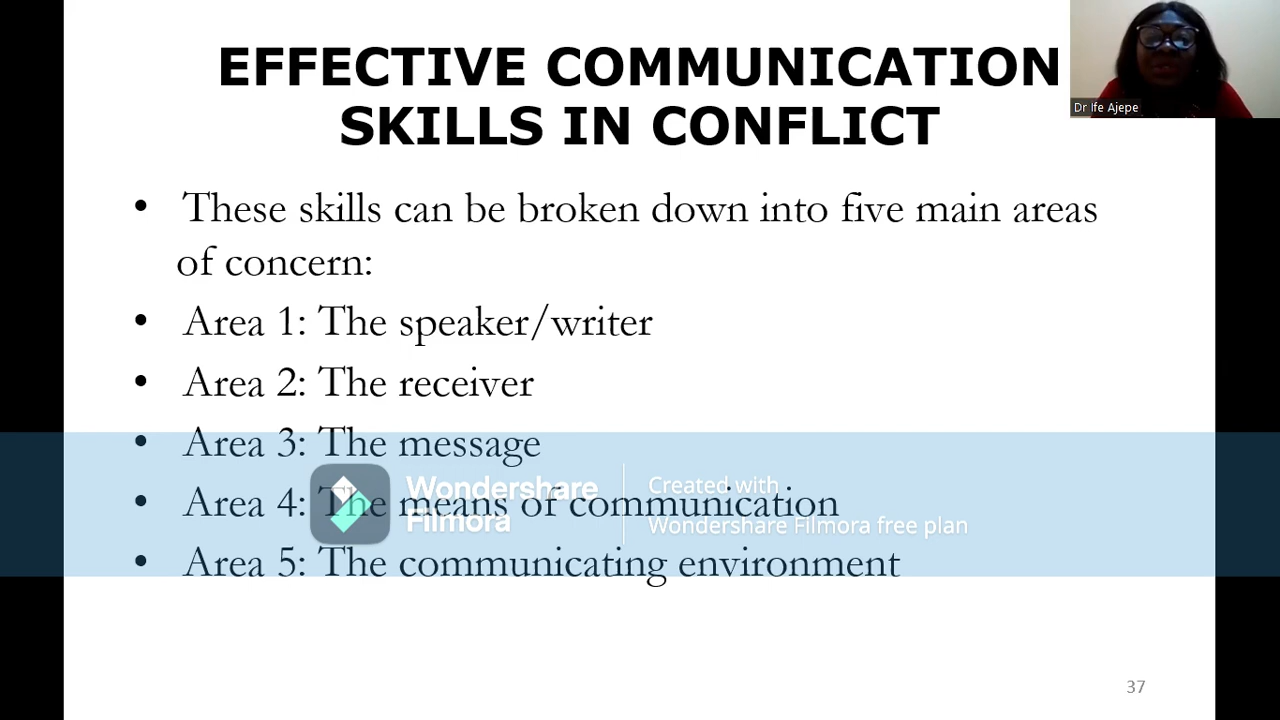 EFFECTIVE COMMUNICATION
SKILLS IN CONFLICT
Dr Ife Ajepe
• These skills can be broken down into five main areas
of concern:
• Area 1: The speaker/writer
• Area 2: The receiver
• Area 3: The message
• Area 4: The means of communication
• Area 5: The communicating environment
Wondershare
Filmora
Created with
Wondershare Filmora free plan
37